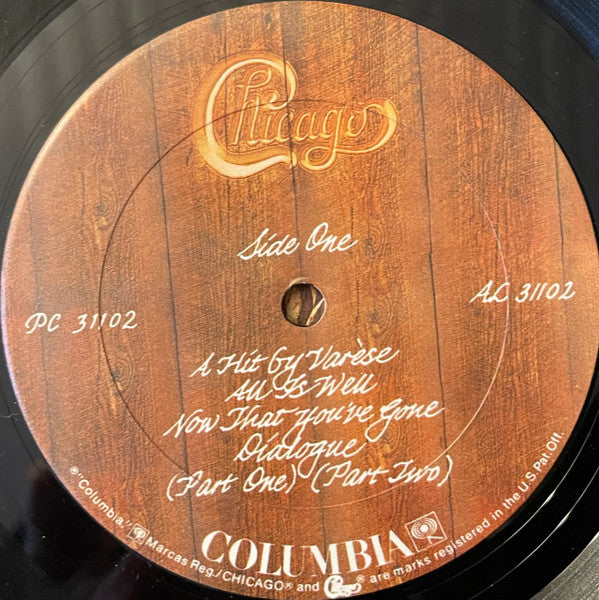 Chicago
Side One
PC 31102
AL 31102
A Hit By Varèse
All Is Well
Now That You've Gone
Dialogue
(Part One) (Part Two)
COLUMBIA
®"Columbia," Marcas Reg./CHICAGO® and Chicago® are marks registered in the U.S. Pat. Off.